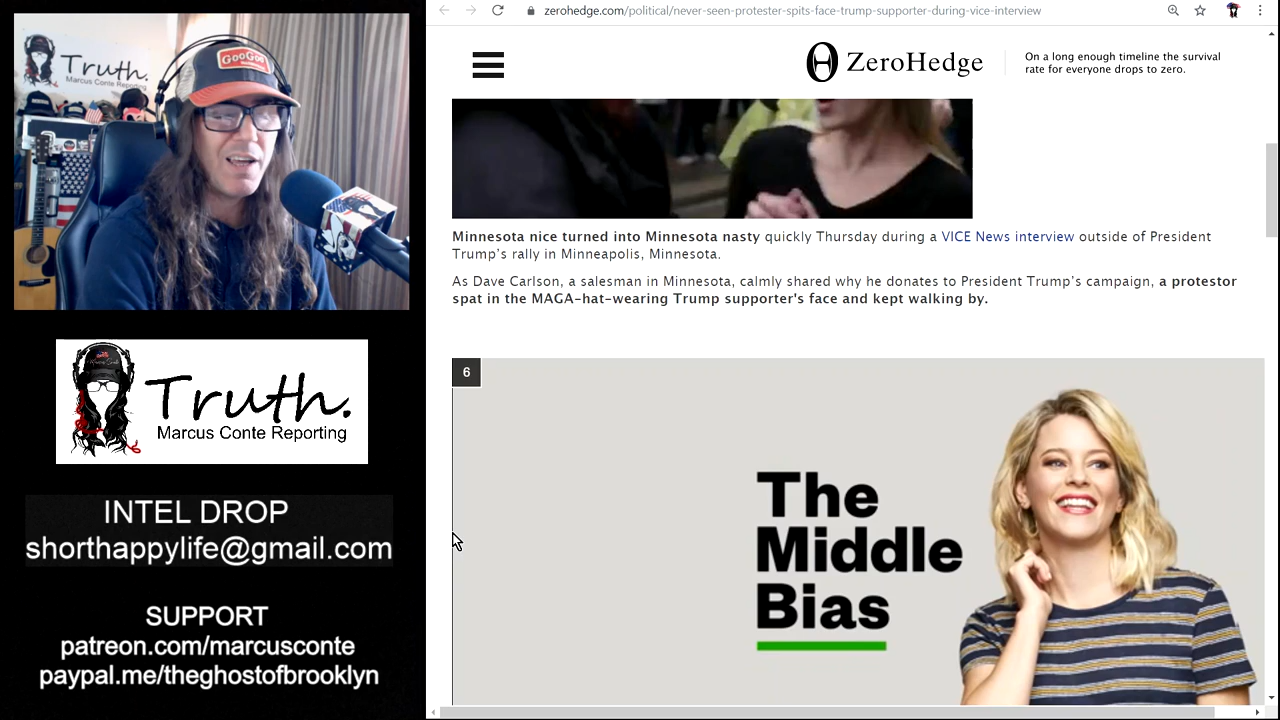 Truth.
Marcus Conte Reporting
GOOGOO
Truth.
Marcus Conte Reporting
INTEL DROP
shorthappylife@gmail.com
SUPPORT
patreon.com/marcusconte
paypal.me/theghostofbrooklyn
zerohedge.com/political/never-seen-protester-spits-face-trump-supporter-during-vice-interview
ZeroHedge
On a long enough timeline the survival
rate for everyone drops to zero.
Minnesota nice turned into Minnesota nasty quickly Thursday during a VICE News interview outside of President
Trump's rally in Minneapolis, Minnesota.
As Dave Carlson, a salesman in Minnesota, calmly shared why he donates to President Trump's campaign, a protestor
spat in the MAGA-hat-wearing Trump supporter's face and kept walking by.
6
The
Middle
Bias